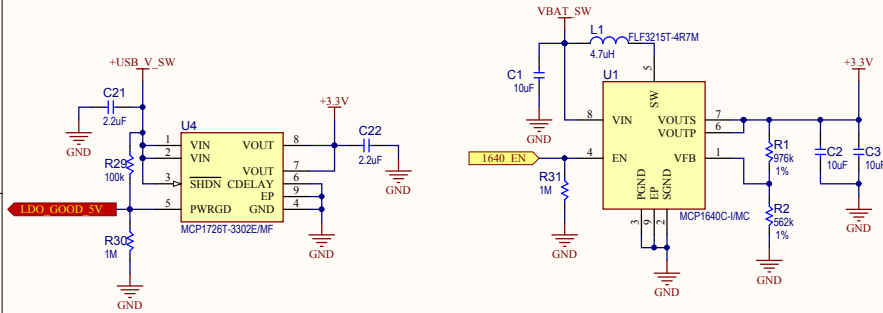 +USB_V_SW
C21
2.2uF
GND
U4
1 VIN VOUT 8
2 VIN
VOUT 7
3 SHDN CDELAY 6
EP 9
5 PWRGD GND 4
MCP1726T-3302E/MF
R29
100k
LDO_GOOD_5V
R30
1M
GND
+3.3V
C22
2.2uF
GND
GND
VBAT_SW
L1
FLF3215T-4R7M
4.7uH
C1
10uF
GND
U1
5
SW
8 VIN VOUTS 7
VOUTP 6
1640_EN
4 EN VFB 1
PGND EP SGND
3 9 2
MCP1640C-I/MC
R31
1M
GND
GND
+3.3V
R1
976k
1%
R2
562k
1%
GND
C2
10uF
C3
10uF
GND